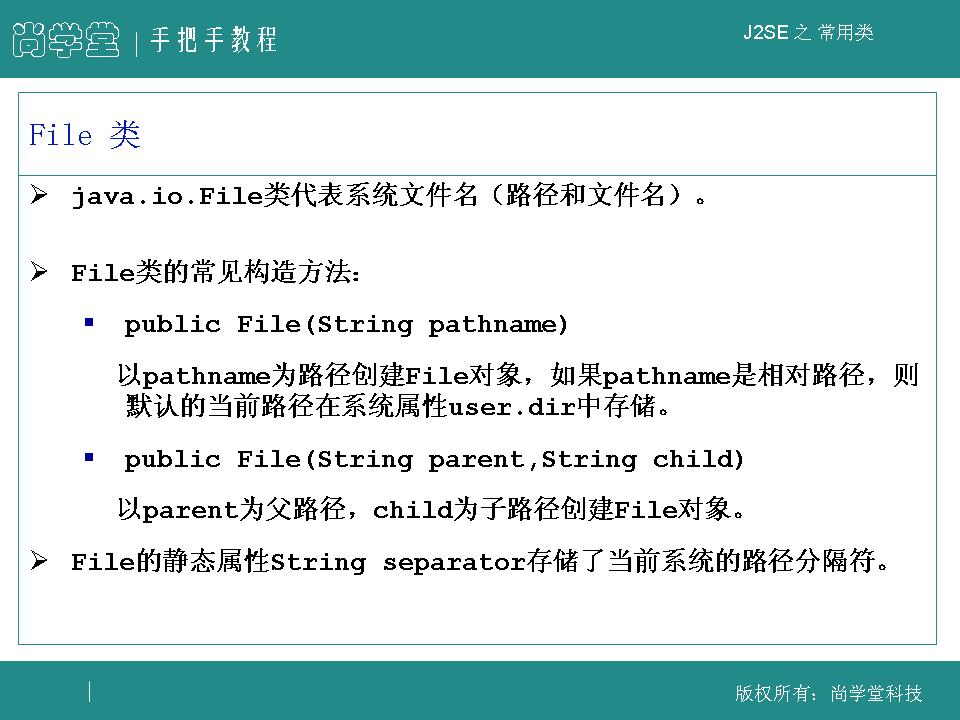 尚学堂 | 手把手教程
J2SE 之 常用类
File 类
java.io.File类代表系统文件名（路径和文件名）。
File类的常见构造方法：
public File(String pathname)
以pathname为路径创建File对象，如果pathname是相对路径，则
默认的当前路径在系统属性user.dir中存储。
public File(String parent,String child)
以parent为父路径，child为子路径创建File对象。
File的静态属性String separator存储了当前系统的路径分隔符。
版权所有：尚学堂科技